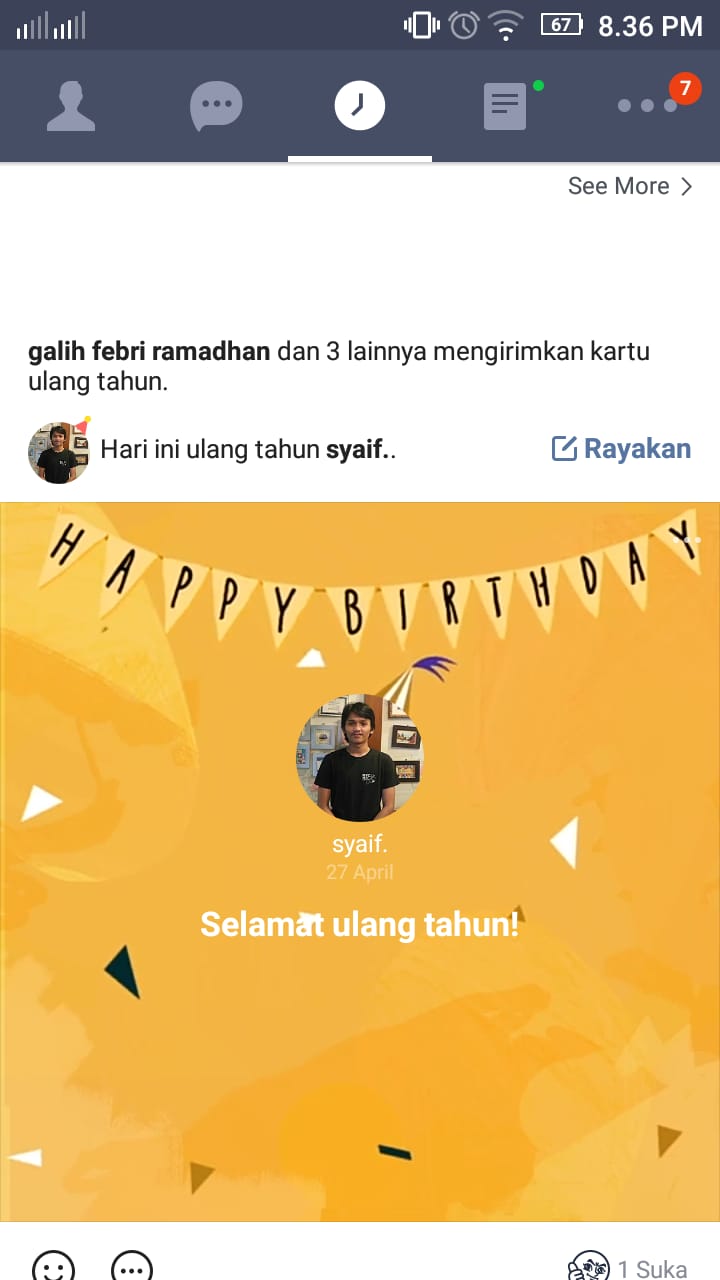 67 8.36 PM
7
See More
galih febri ramadhan dan 3 lainnya mengirimkan kartu
ulang tahun.
Hari ini ulang tahun syaif..
Rayakan
HAPPY BIRTHDAY
syaif.
27 April
Selamat ulang tahun!
1 Suka